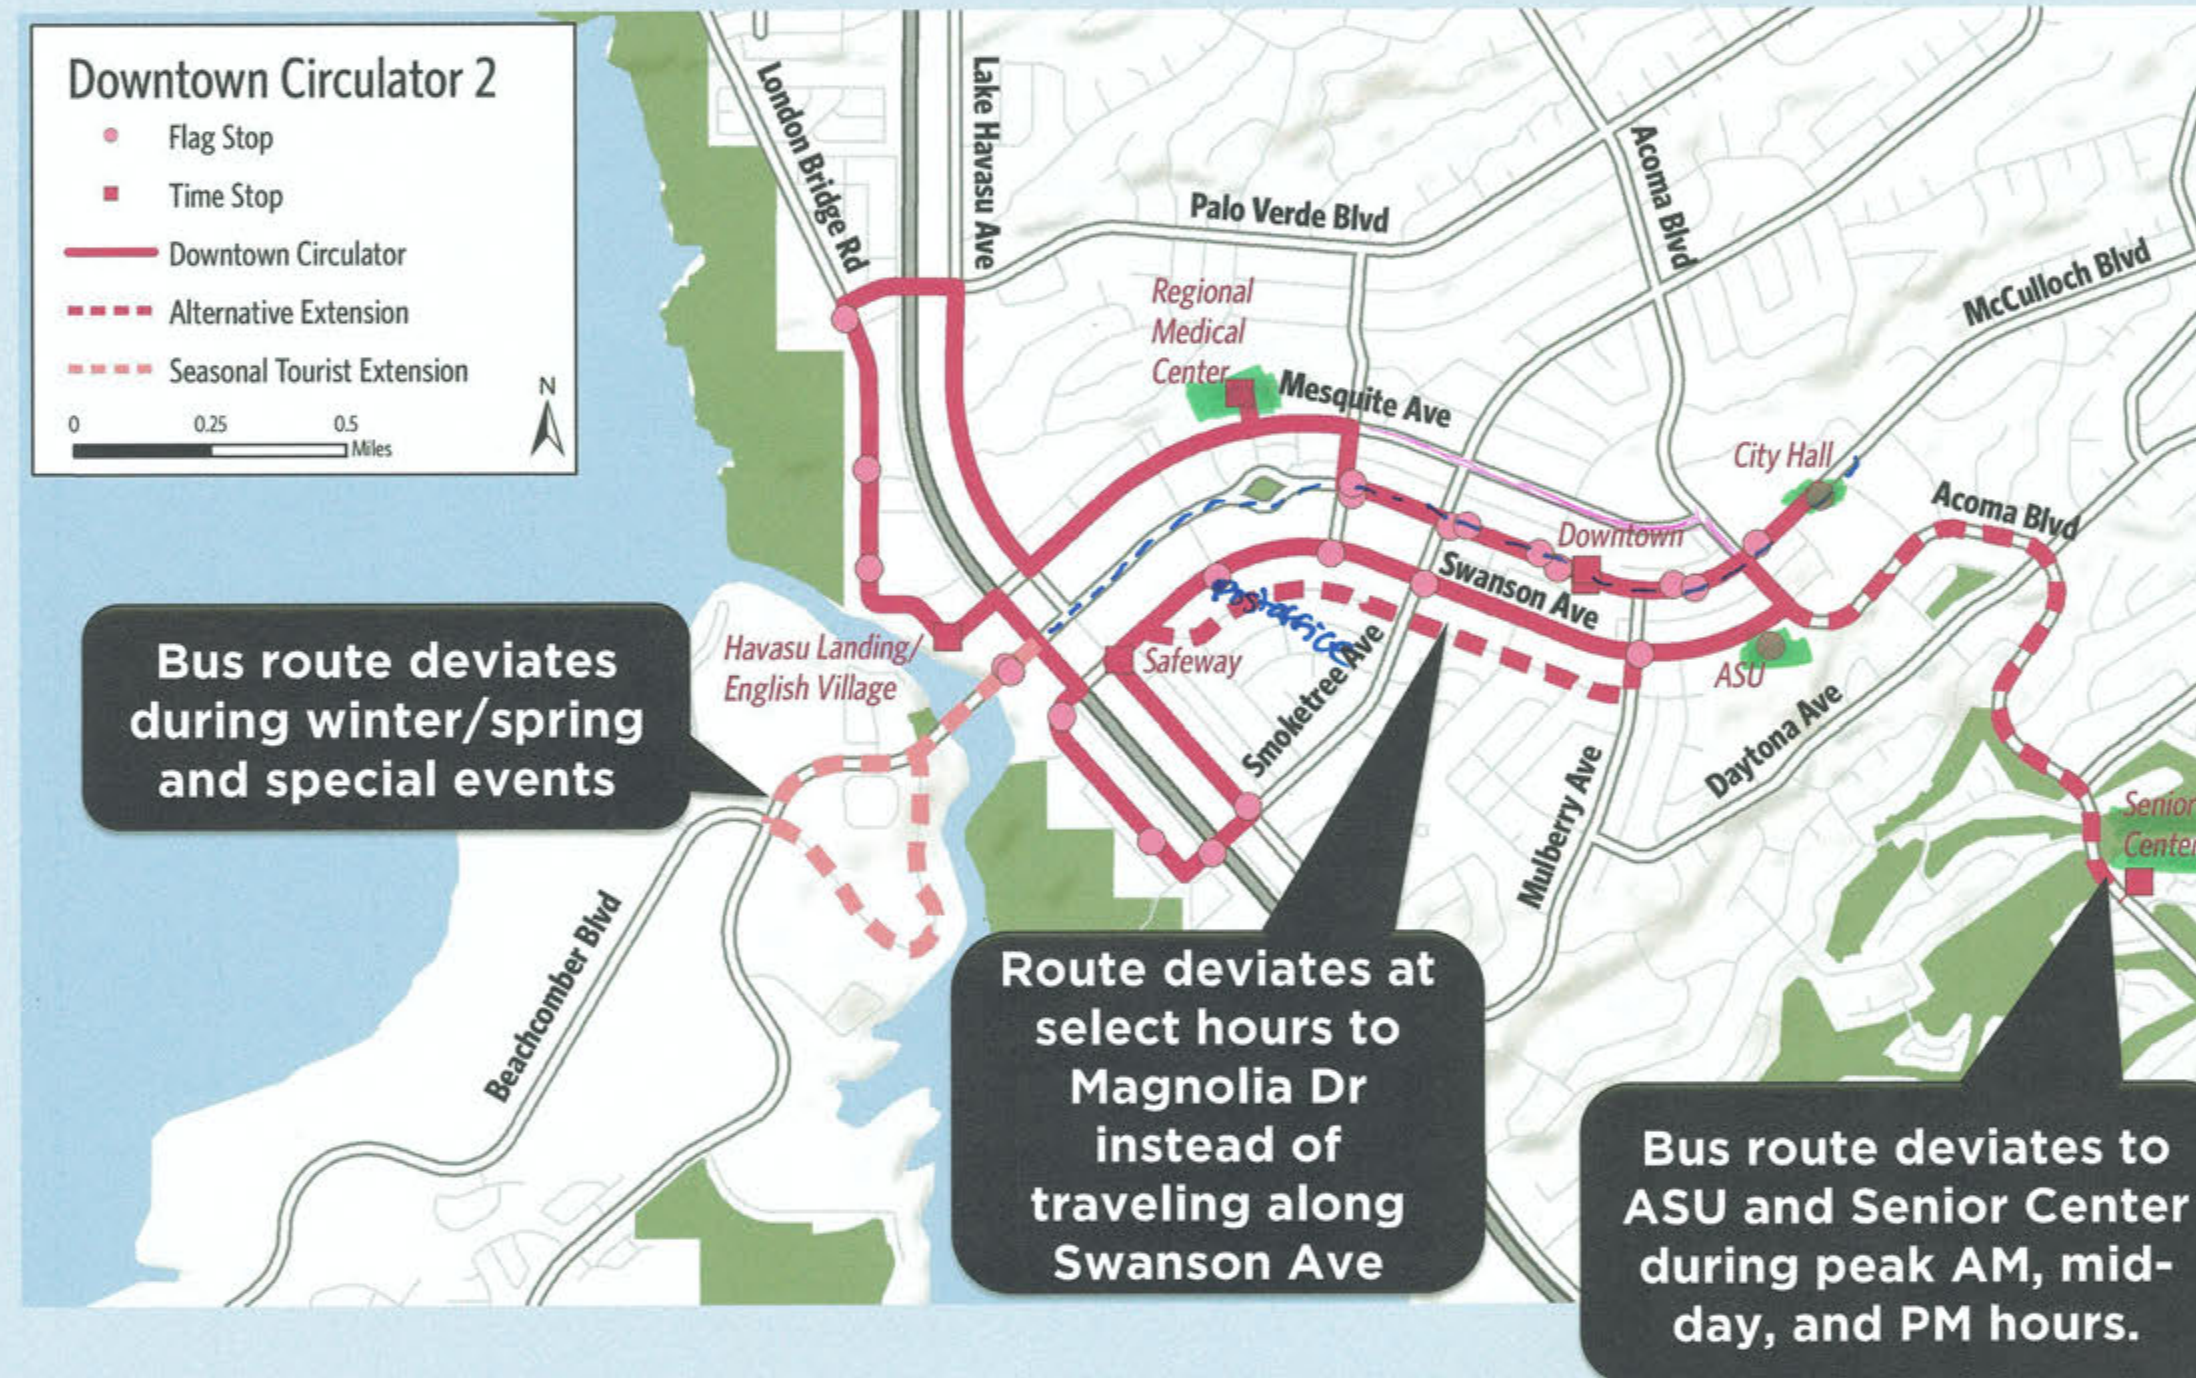 Downtown Circulator 2
Flag Stop
Time Stop
Downtown Circulator
Alternative Extension
Seasonal Tourist Extension
N
0 0.25 0.5
Miles
London Bridge Rd
Lake Havasu Ave
Palo Verde Blvd
Acoma Blvd
McCulloch Blvd
Regional
Medical
Center
Mesquite Ave
City Hall
Acoma Blvd
Downtown
Swanson Ave
Post office
Havasu Landing/
English Village
Safeway
Smoketree Ave
ASU
Daytona Ave
Mulberry Ave
Senior
Center
Beachcomber Blvd
Bus route deviates
during winter/spring
and special events
Route deviates at
select hours to
Magnolia Dr
instead of
traveling along
Swanson Ave
Bus route deviates to
ASU and Senior Center
during peak AM, mid-
day, and PM hours.